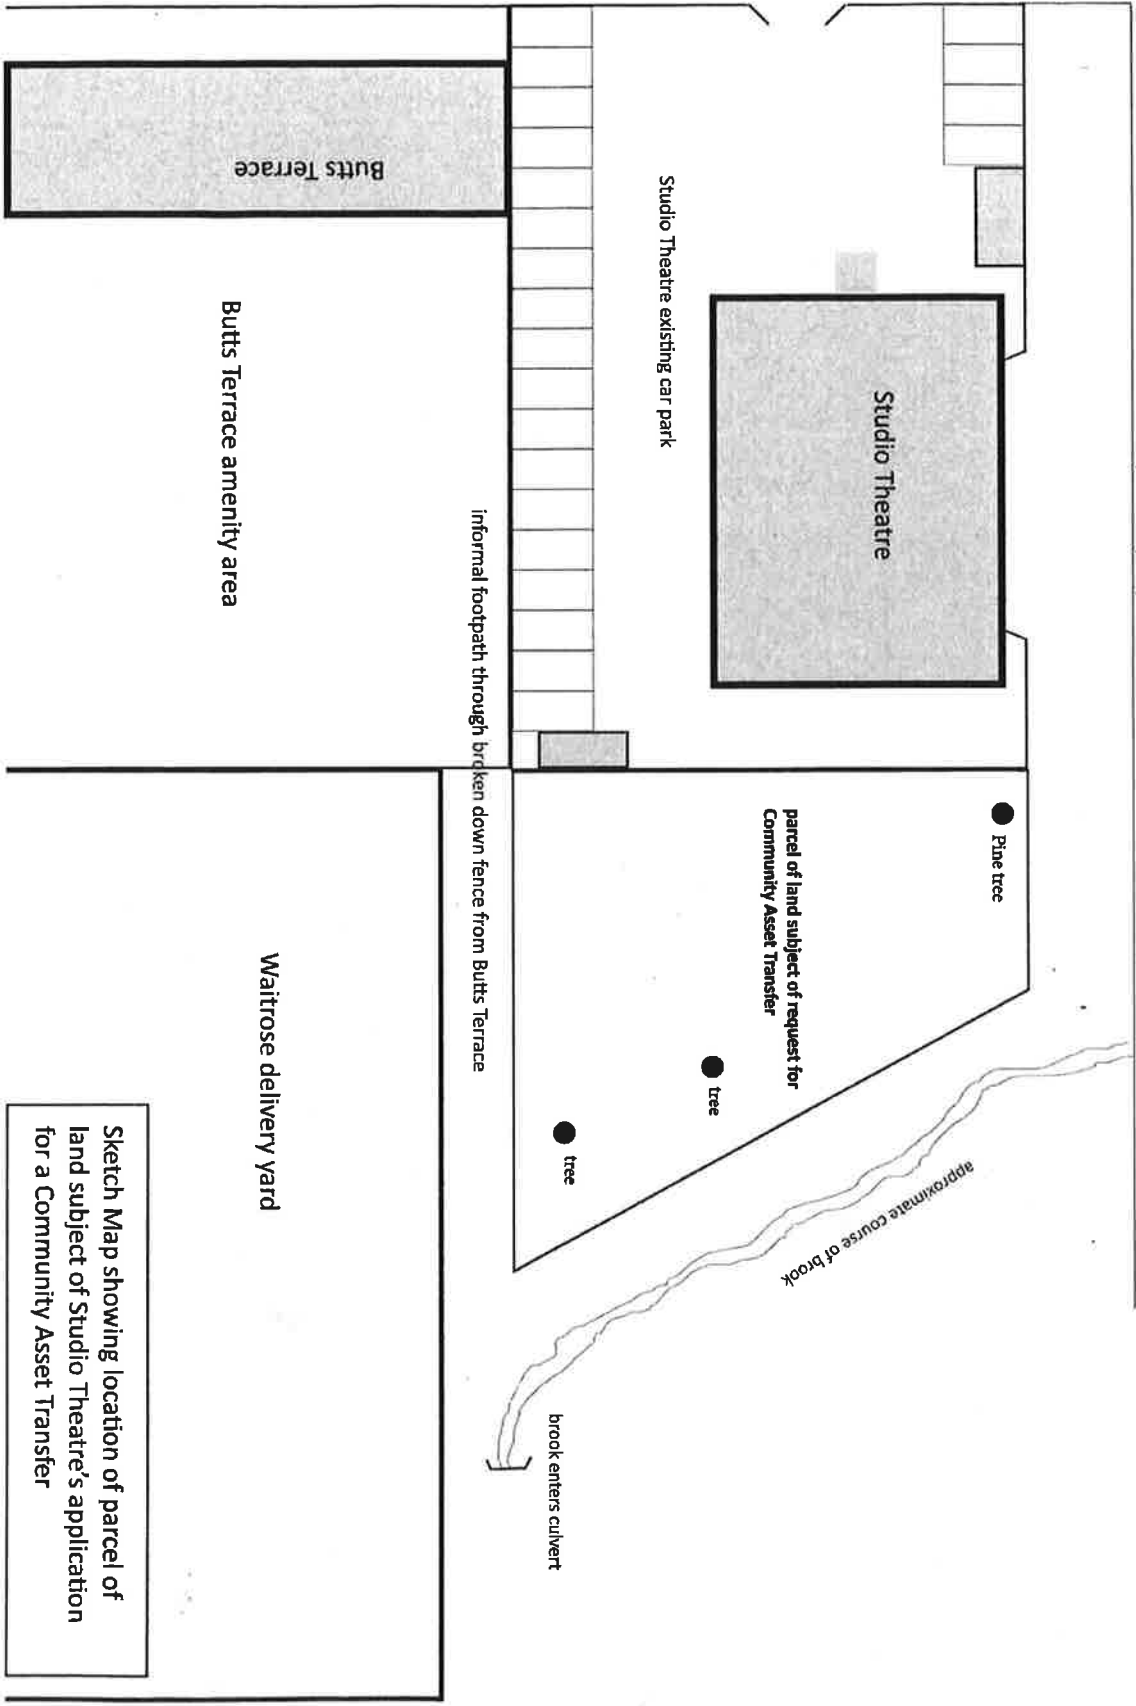 Pine tree
approximate course of brook
Studio Theatre
parcel of land subject of request for
Community Asset Transfer
tree
Studio Theatre existing car park
tree
brook enters culvert
informal footpath through broken down fence from Butts Terrace
Butts Terrace
Butts Terrace amenity area
Waitrose delivery yard
Sketch Map showing location of parcel of
land subject of Studio Theatre's application
for a Community Asset Transfer